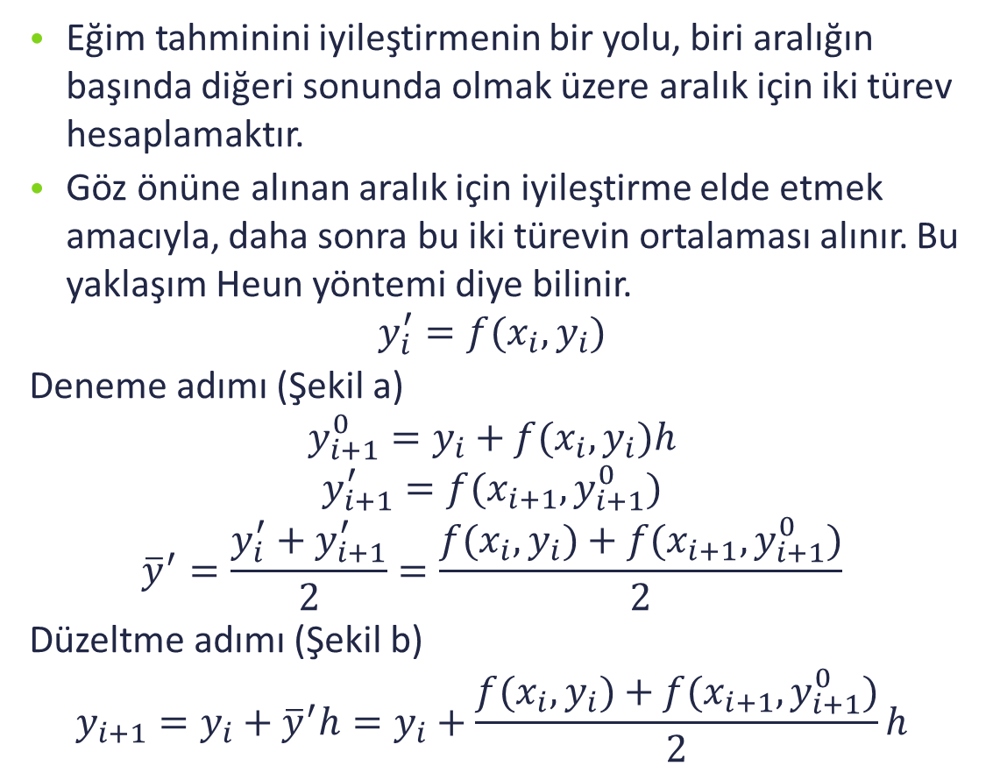 • Eğim tahminini iyileştirmenin bir yolu, biri aralığın
başında diğeri sonunda olmak üzere aralık için iki türev
hesaplamaktır.
• Göz önüne alınan aralık için iyileştirme elde etmek
amacıyla, daha sonra bu iki türevin ortalaması alınır. Bu
yaklaşım Heun yöntemi diye bilinir.
$y_i' = f(x_i, y_i)$
Deneme adımı (Şekil a)
$y_{i+1}^0 = y_i + f(x_i, y_i)h$
$y_{i+1}' = f(x_{i+1}, y_{i+1}^0)$
$\bar{y}' = \frac{y_i' + y_{i+1}'}{2} = \frac{f(x_i, y_i) + f(x_{i+1}, y_{i+1}^0)}{2}$
Düzeltme adımı (Şekil b)
$y_{i+1} = y_i + \bar{y}'h = y_i + \frac{f(x_i, y_i) + f(x_{i+1}, y_{i+1}^0)}{2}h$